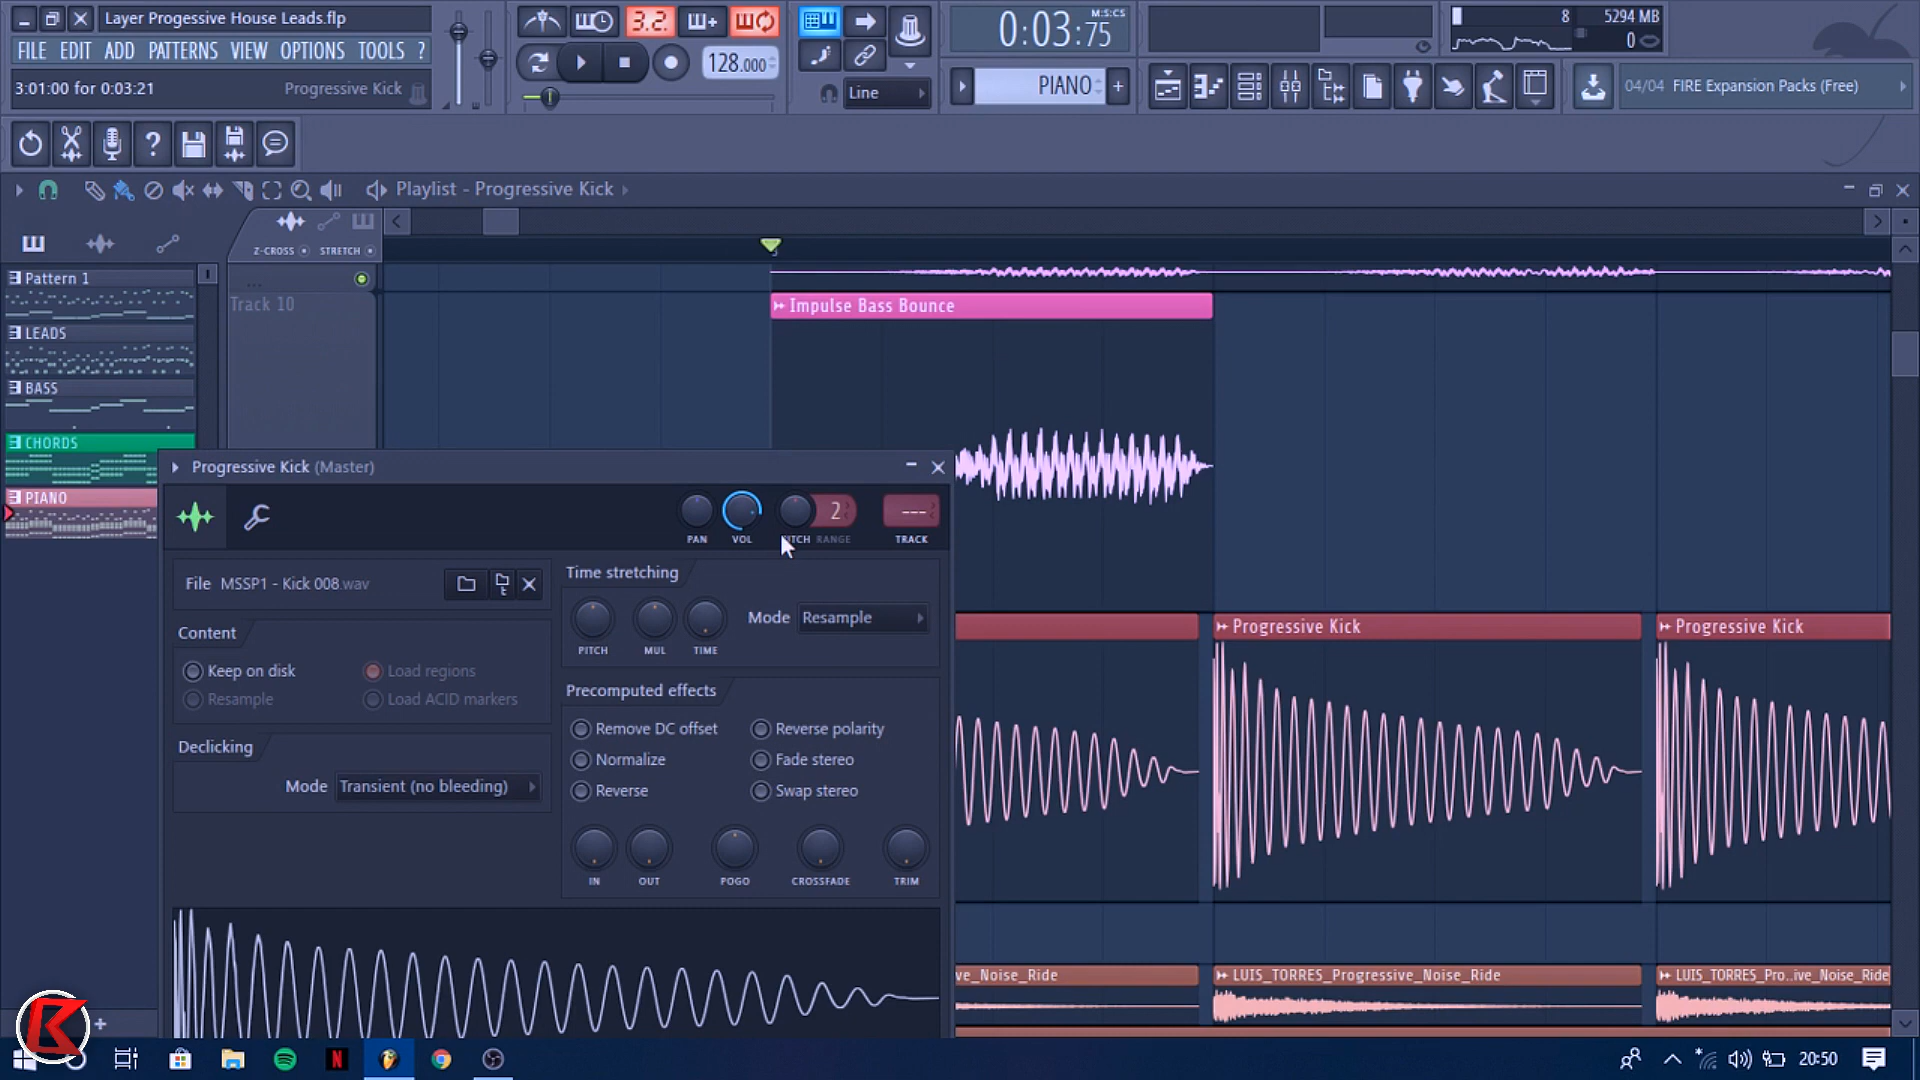 Layer Progessive House Leads.flp
FILE EDIT ADD PATTERNS VIEW OPTIONS TOOLS ?
3:01:00 for 0:03:21 Progressive Kick
3.2.
128.000
Line
0:03:75
M:S:CS
PIANO
8 5294 MB
0
04/04 FIRE Expansion Packs (Free)
Playlist - Progressive Kick
Z-CROSS STRETCH
3
Pattern 1
LEADS
BASS
CHORDS
PIANO
...
Track 10
Impulse Bass Bounce
Progressive Kick (Master)
2
---
PAN VOL PITCH RANGE TRACK
File MSSP1 - Kick 008.wav
Content
Keep on disk
Load regions
Resample
Load ACID markers
Declicking
Mode Transient (no bleeding)
Time stretching
PITCH MUL TIME
Mode Resample
Precomputed effects
Remove DC offset
Reverse polarity
Normalize
Fade stereo
Reverse
Swap stereo
IN OUT POGO CROSSFADE TRIM
Progressive Kick
Progressive Kick
ve_Noise_Ride
LUIS_TORRES_Progressive_Noise_Ride
LUIS_TORRES_Pro..ive_Noise_Ride
20:50